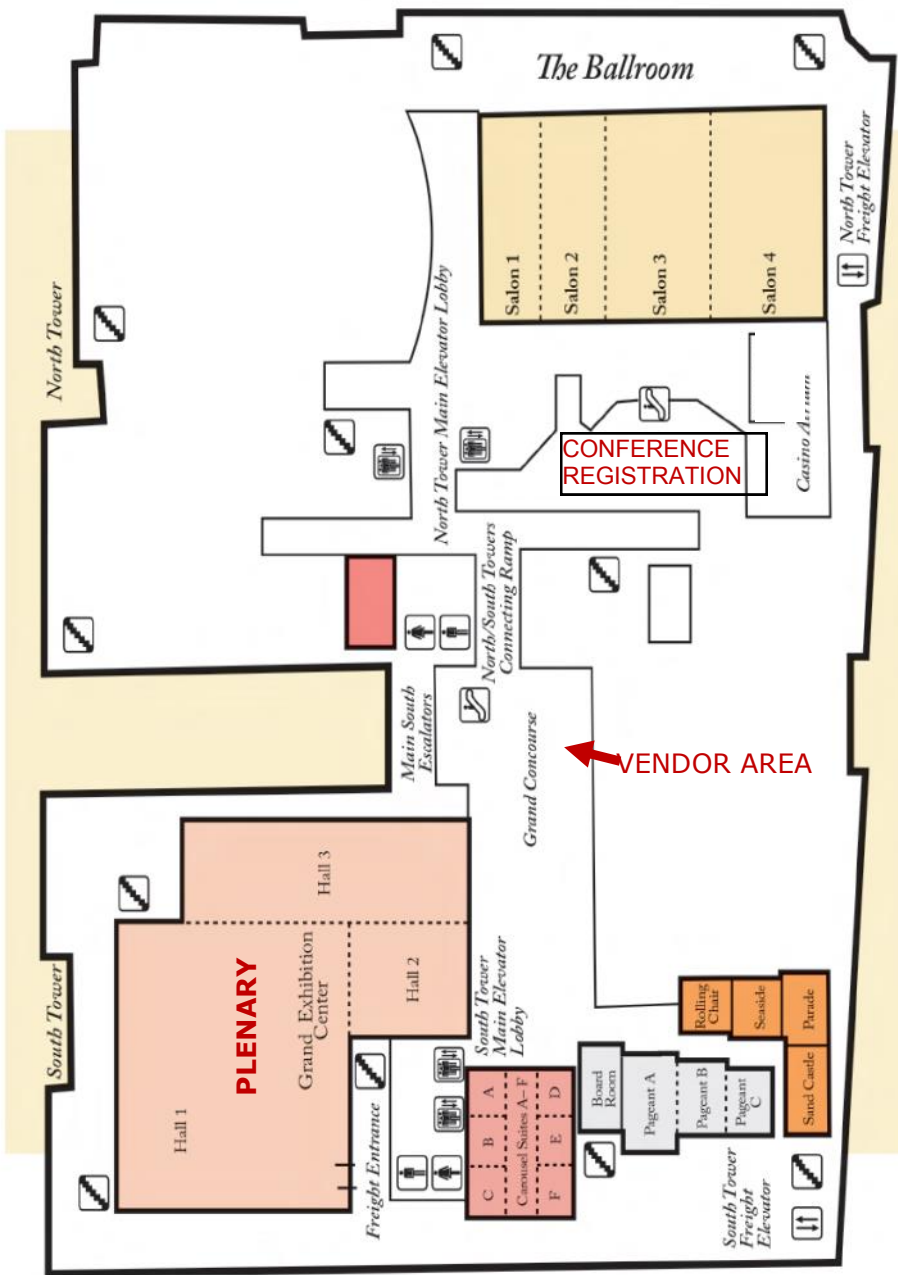 The Ballroom
North Tower
Freight Elevator
Salon 1
Salon 2
Salon 3
Salon 4
North Tower
North Tower Main Elevator Lobby
CONFERENCE
REGISTRATION
Casino
North/South Towers
Connecting Ramp
Main South
Escalators
Grand Concourse
VENDOR AREA
South Tower
Hall 3
PLENARY
Grand Exhibition
Center
Hall 2
Hall 1
South Tower
Main Elevator
Lobby
Freight Entrance
A
B
C
Carousel Suites A–F
D
E
F
Board
Room
Pageant A
Pageant B
Pageant
C
Rolling
Chair
Seaside
Parade
Sand Castle
South Tower
Freight
Elevator